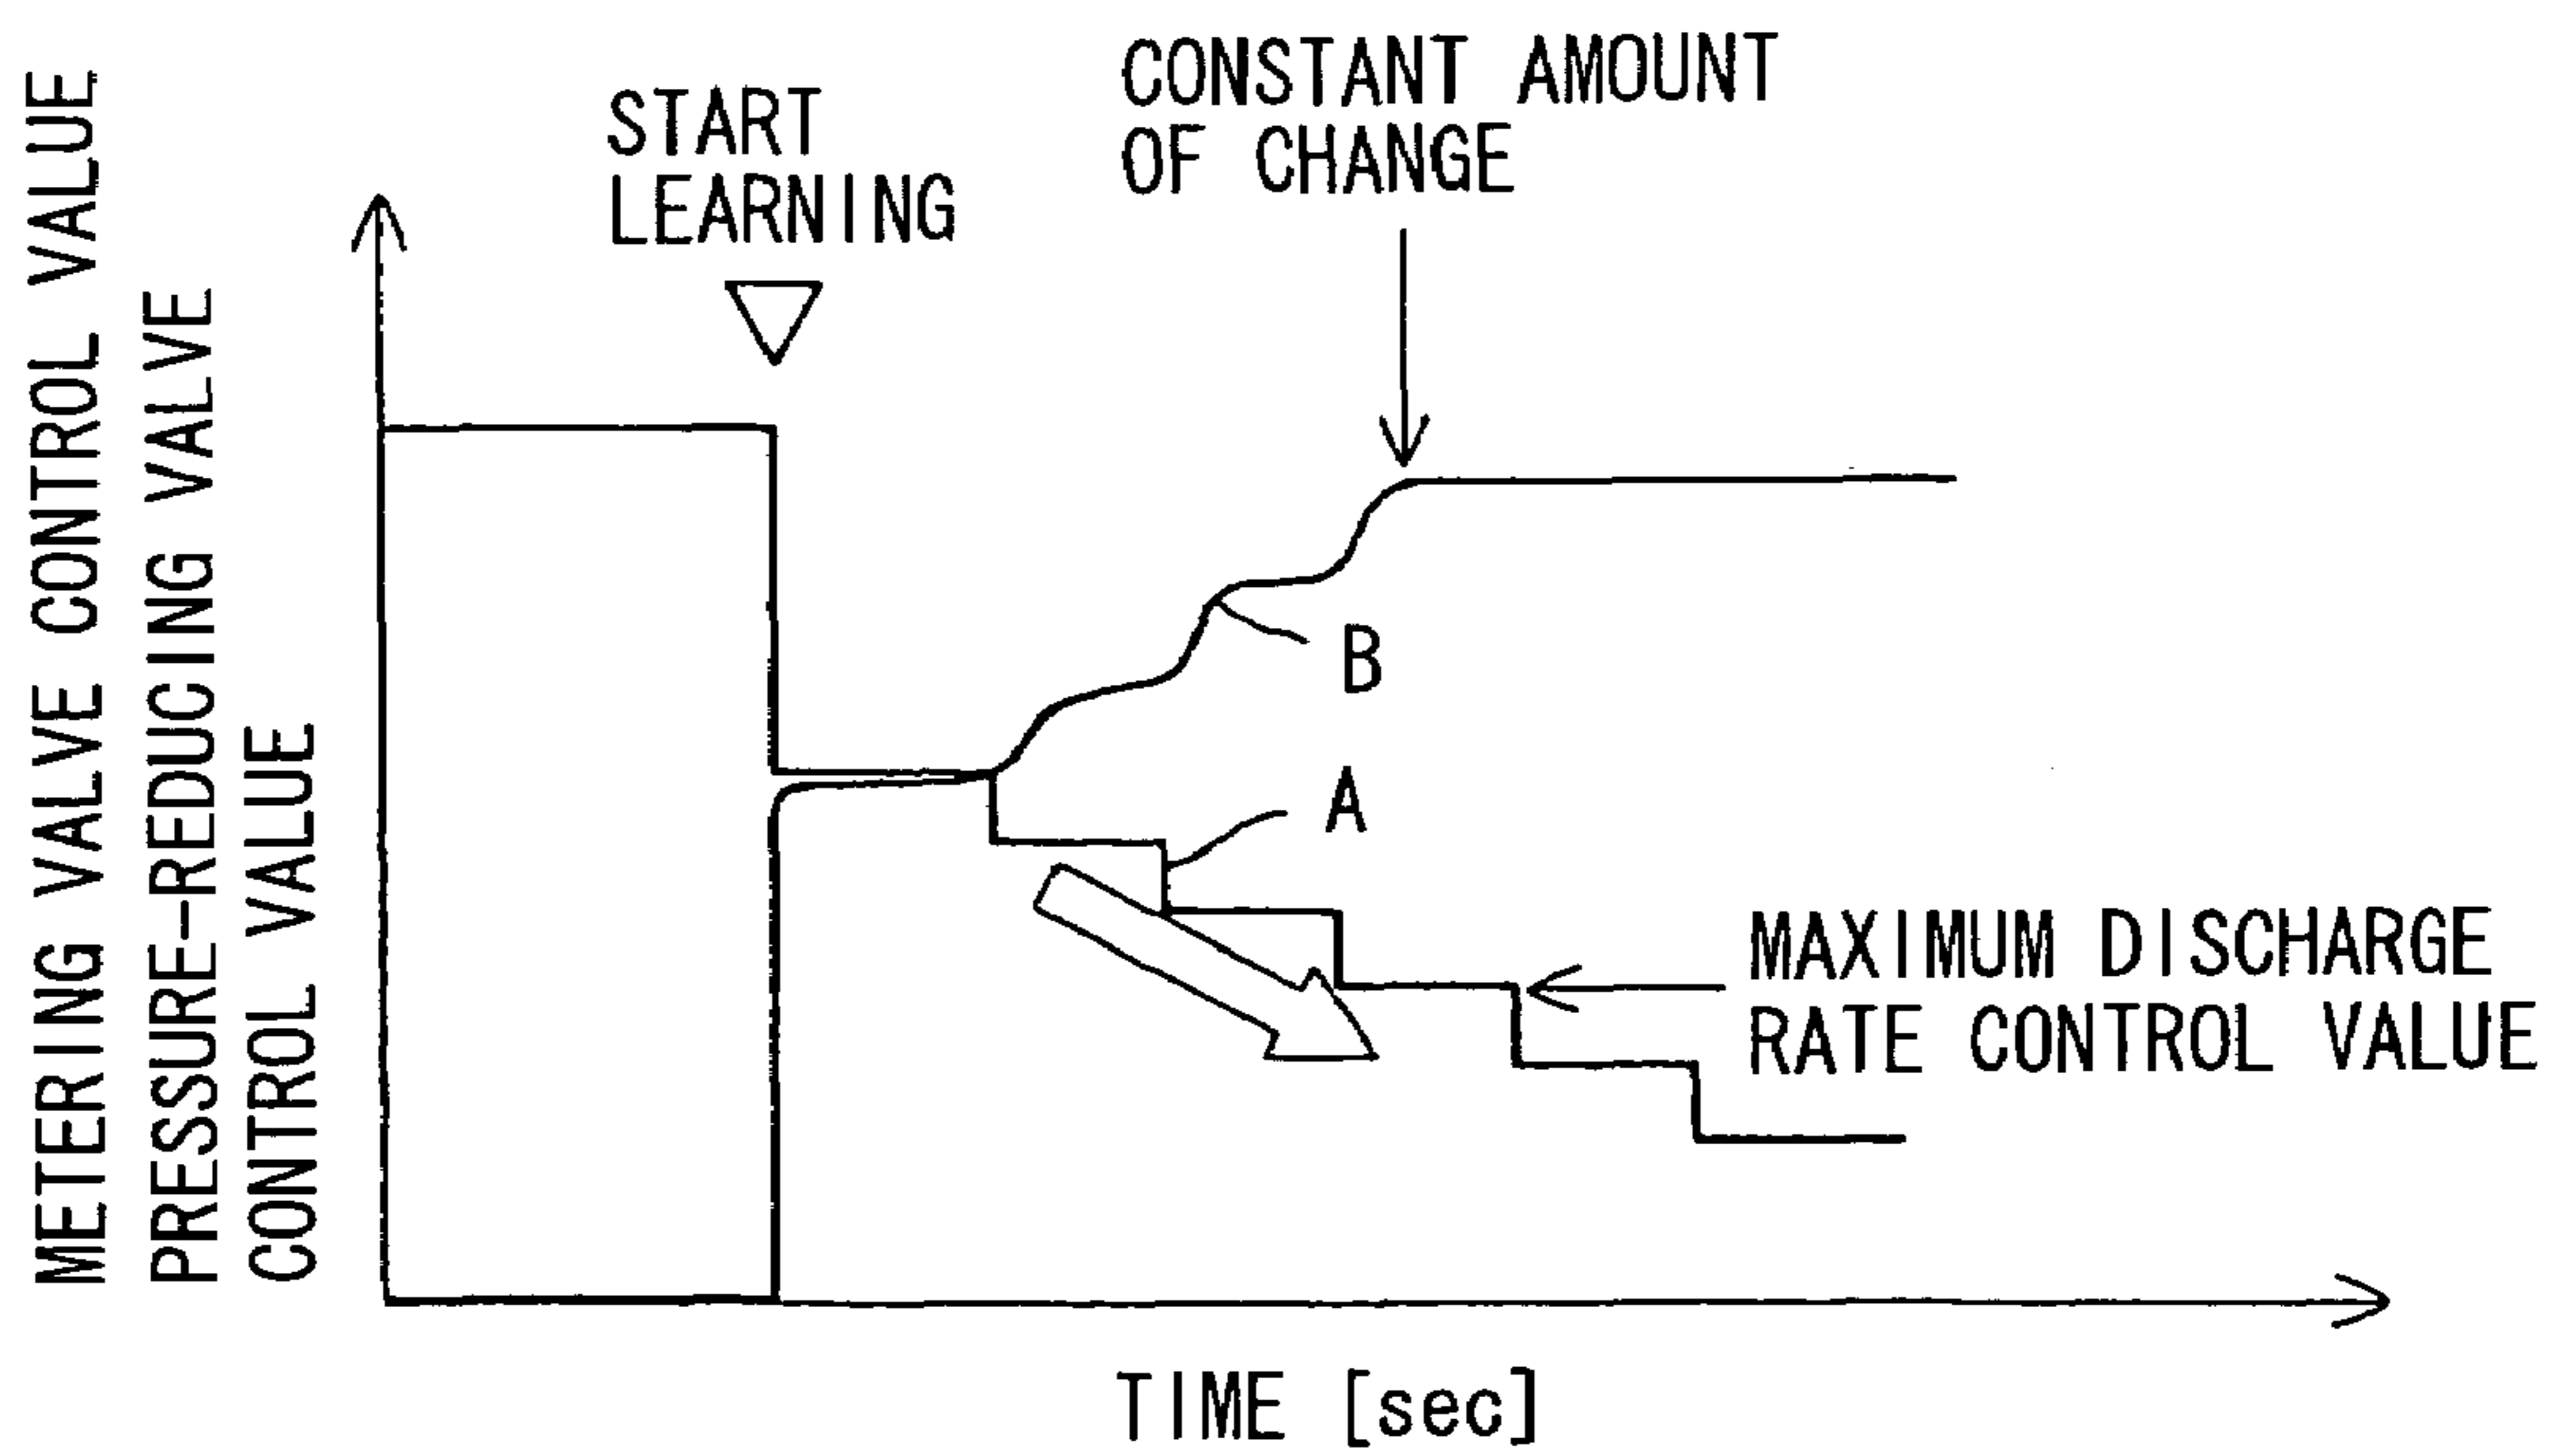 METERING VALVE CONTROL VALUE
PRESSURE-REDUCING VALVE
CONTROL VALUE
START
LEARNING
CONSTANT AMOUNT
OF CHANGE
B
A
MAXIMUM DISCHARGE
RATE CONTROL VALUE
TIME [sec]